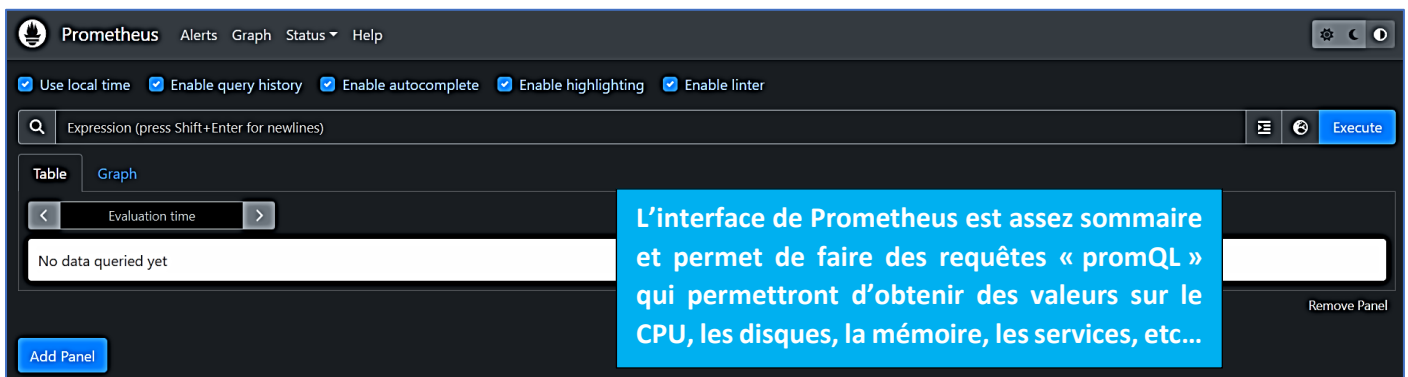 Prometheus Alerts Graph Status Help
Use local time Enable query history Enable autocomplete Enable highlighting Enable linter
Expression (press Shift+Enter for newlines) Execute
Table Graph
Evaluation time
No data queried yet
L’interface de Prometheus est assez sommaire
et permet de faire des requêtes « promQL »
qui permettront d’obtenir des valeurs sur le
CPU, les disques, la mémoire, les services, etc…
Remove Panel
Add Panel